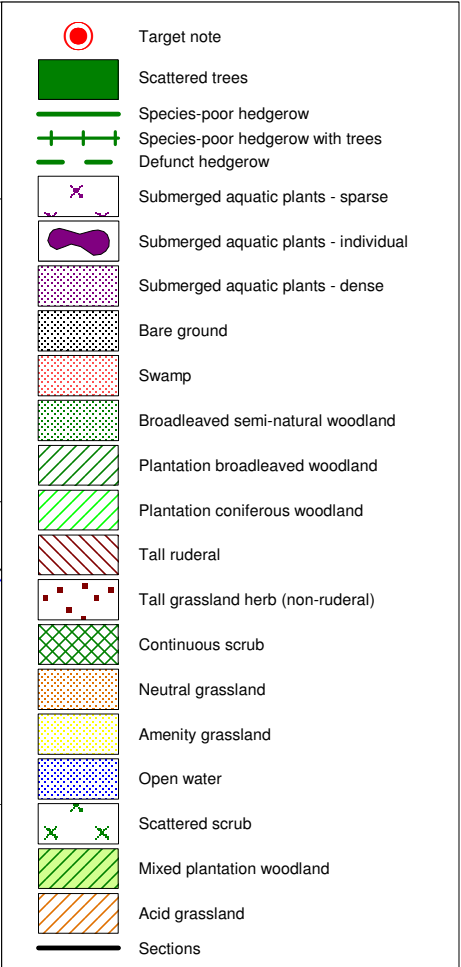 Target note
Scattered trees
Species-poor hedgerow
Species-poor hedgerow with trees
Defunct hedgerow
Submerged aquatic plants - sparse
Submerged aquatic plants - individual
Submerged aquatic plants - dense
Bare ground
Swamp
Broadleaved semi-natural woodland
Plantation broadleaved woodland
Plantation coniferous woodland
Tall ruderal
Tall grassland herb (non-ruderal)
Continuous scrub
Neutral grassland
Amenity grassland
Open water
Scattered scrub
Mixed plantation woodland
Acid grassland
Sections